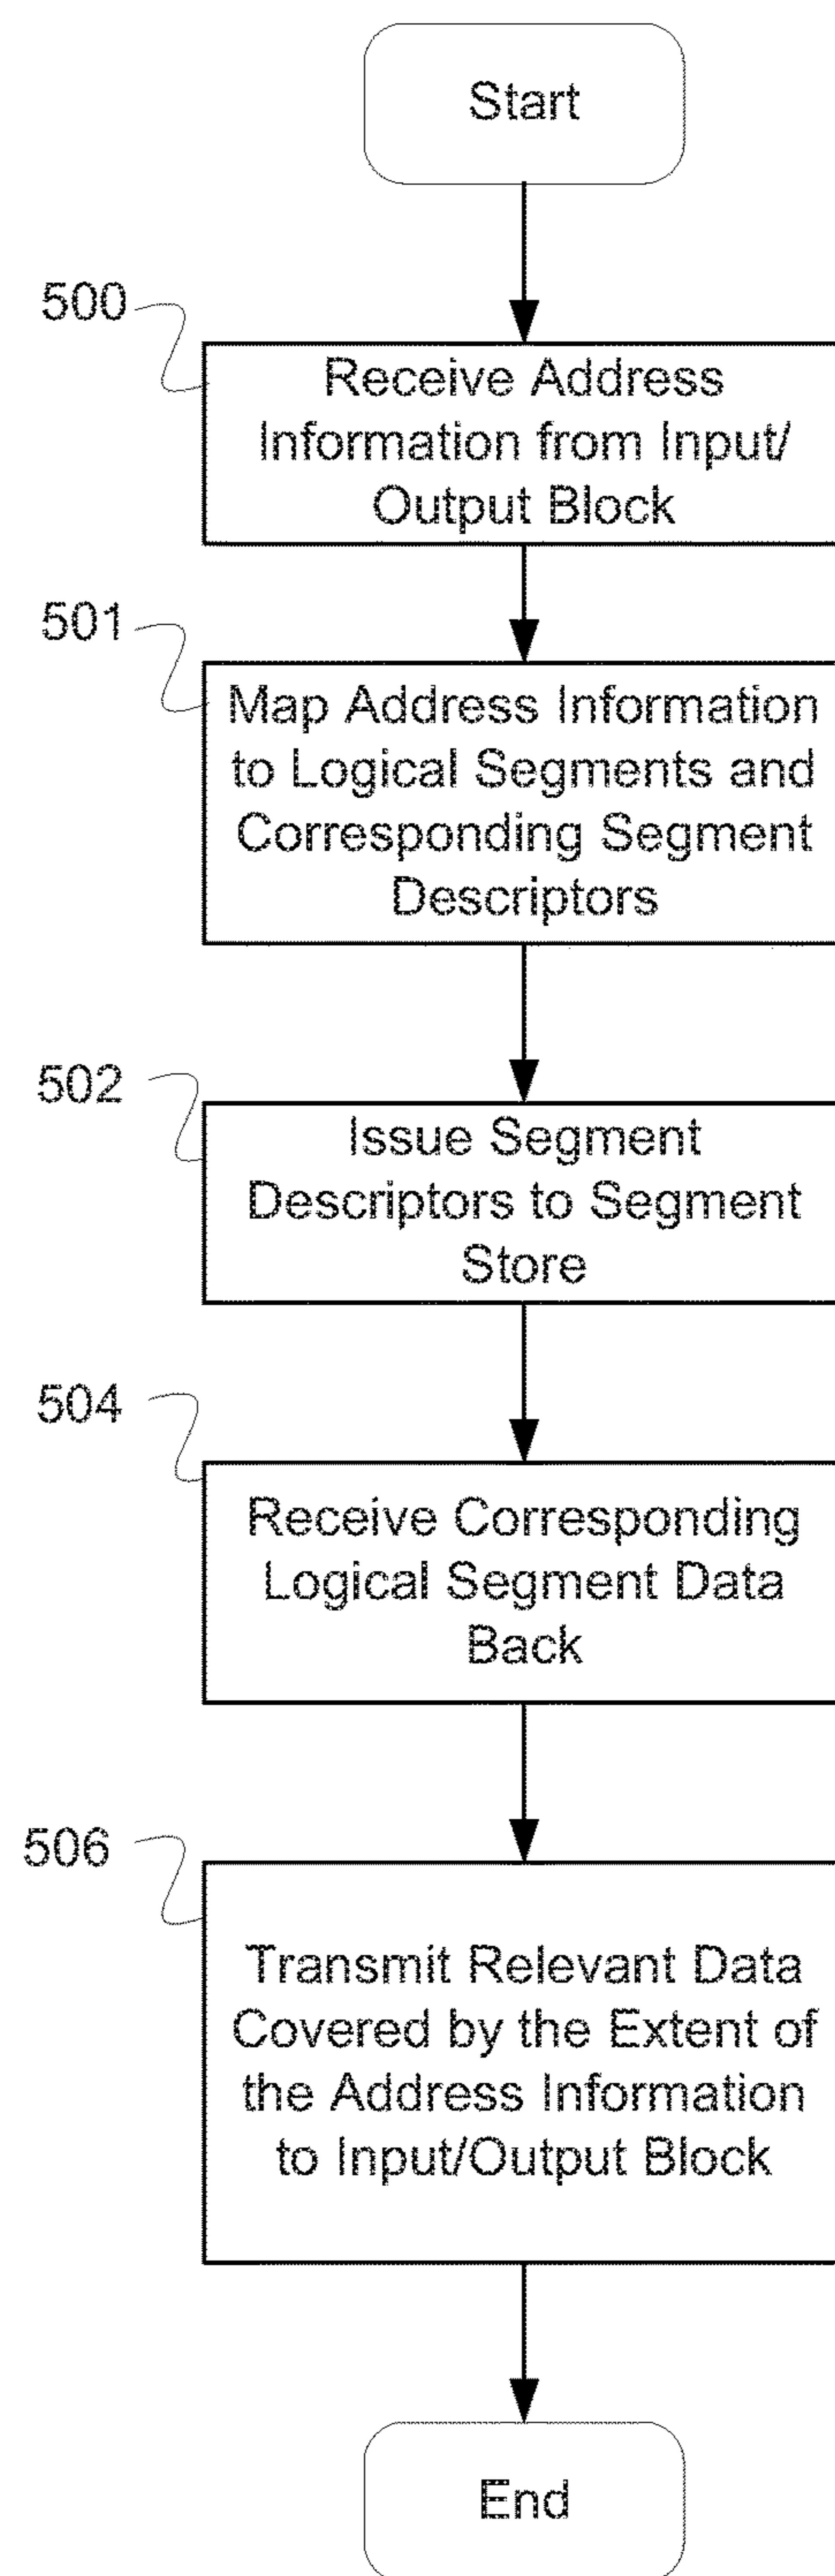 Start
500
Receive Address
Information from Input/
Output Block
501
Map Address Information
to Logical Segments and
Corresponding Segment
Descriptors
502
Issue Segment
Descriptors to Segment
Store
504
Receive Corresponding
Logical Segment Data
Back
506
Transmit Relevant Data
Covered by the Extent of
the Address Information
to Input/Output Block
End